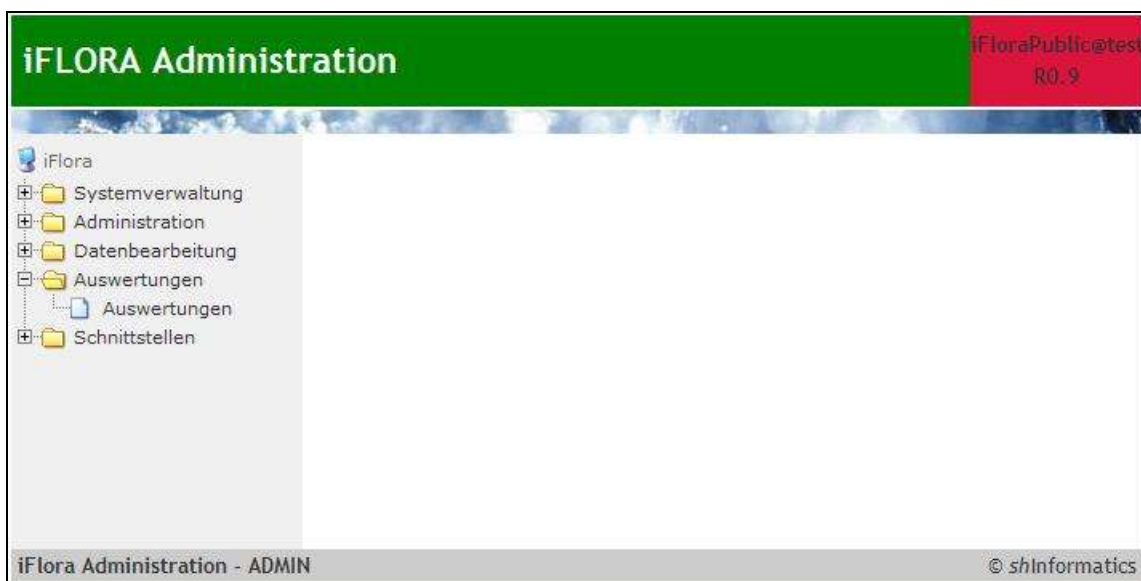 iFLORA Administration
iFloraPublic@test
R0.9
iFlora
Systemverwaltung
Administration
Datenbearbeitung
Auswertungen
Auswertungen
Schnittstellen
iFlora Administration - ADMIN
© shInformatics